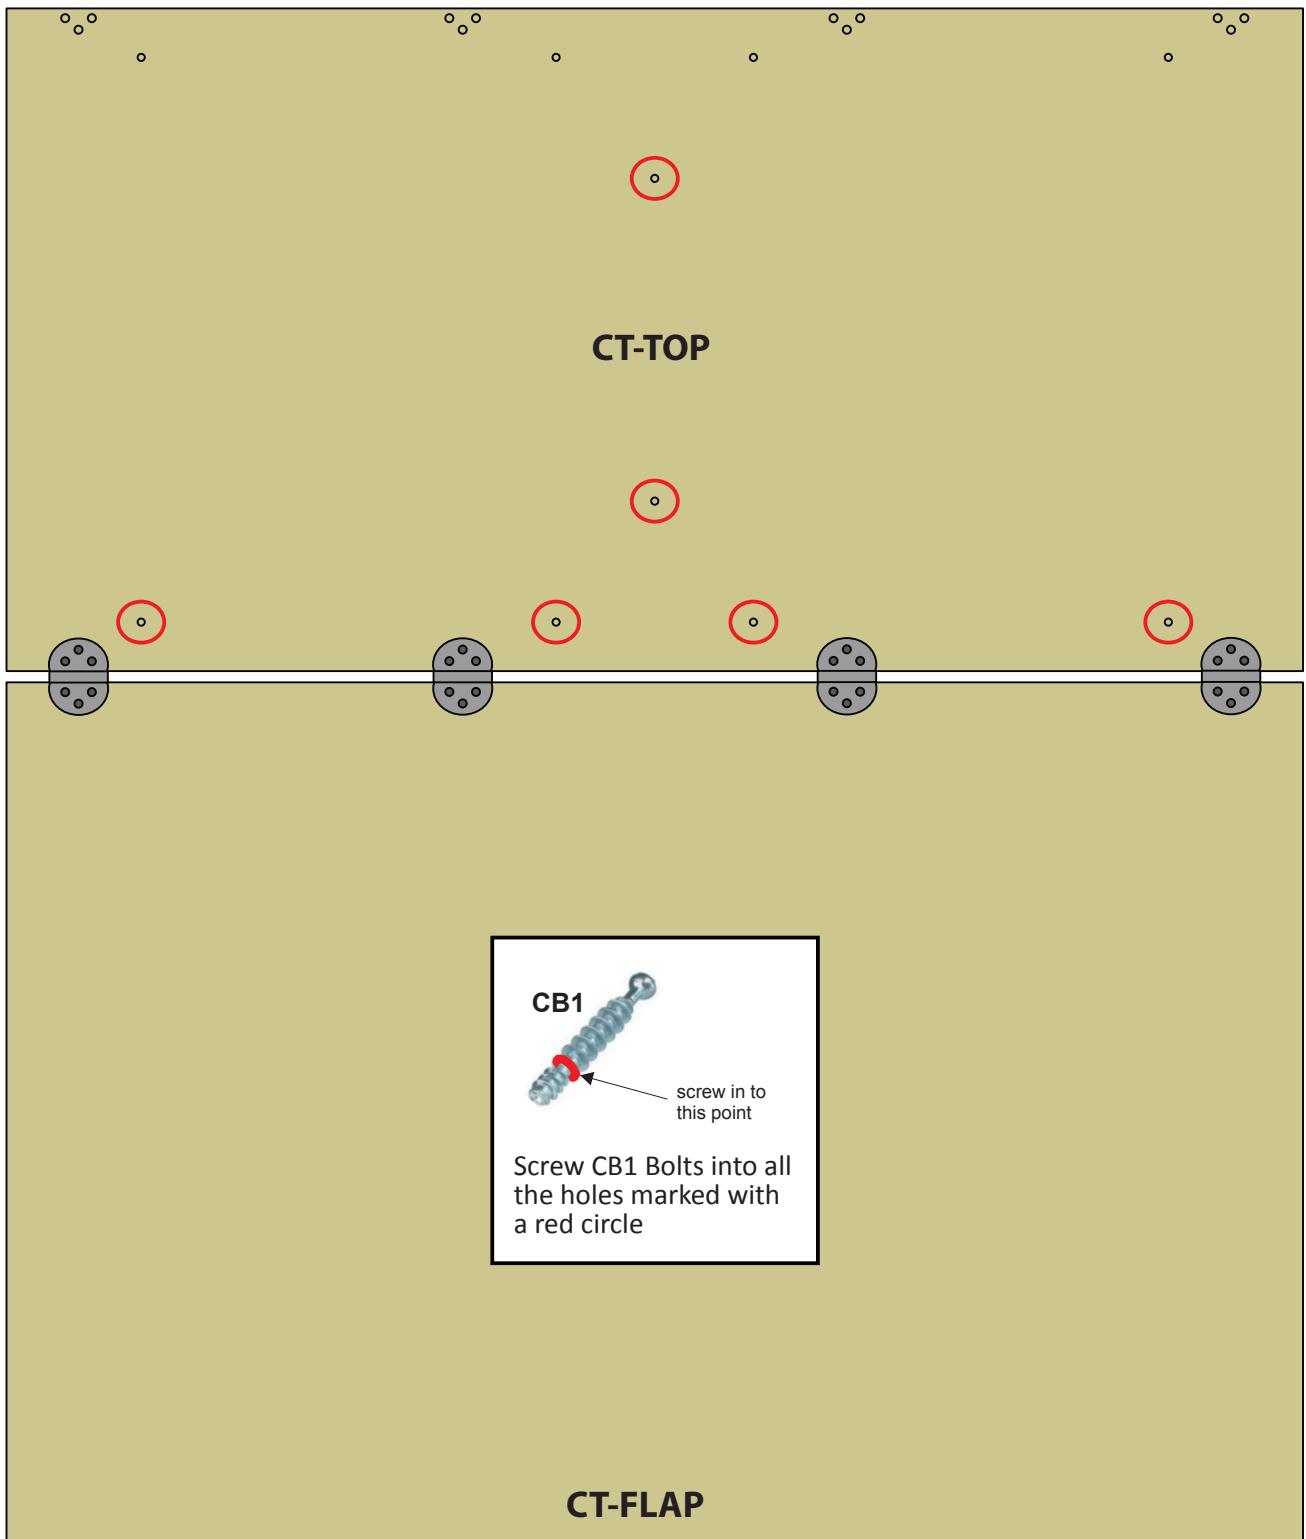 CT-TOP
CB1
screw in to
this point
Screw CB1 Bolts into all
the holes marked with
a red circle
CT-FLAP